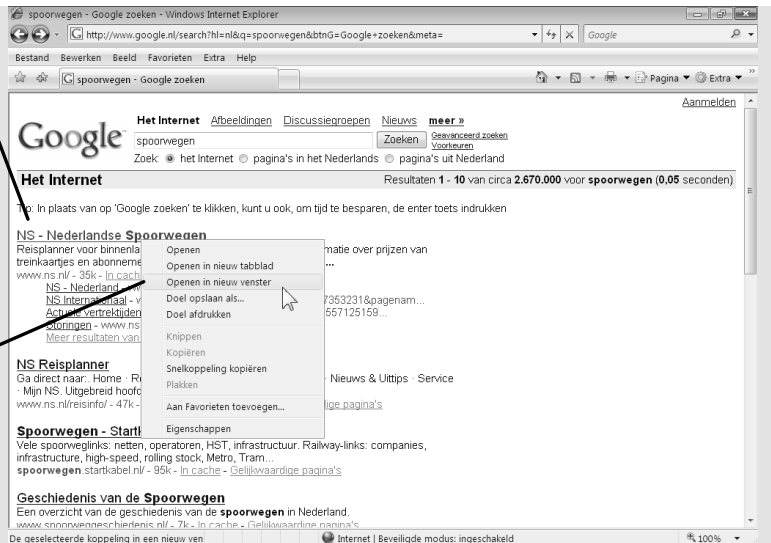 spoorwegen - Google zoeken - Windows Internet Explorer
http://www.google.nl/search?hl=nl&q=spoorwegen&btnG=Google+zoeken&meta=
Google
Bestand Bewerken Beeld Favorieten Extra Help
spoorwegen - Google zoeken
Pagina Extra
Aanmelden
Het Internet Afbeeldingen Discussiegroepen Nieuws meer »
Google
spoorwegen Zoeken Geavanceerd zoeken
Voorkeuren
Zoek: het Internet pagina's in het Nederlands pagina's uit Nederland
Het Internet Resultaten 1 - 10 van circa 2.670.000 voor spoorwegen (0,05 seconden)
Tip: In plaats van op 'Google zoeken' te klikken, kunt u ook, om tijd te besparen, de enter toets indrukken
NS - Nederlandse Spoorwegen
Reisplanner voor binnenla matie over prijzen van
treinkaartjes en abonneme ...
www.ns.nl/ - 35k - In cach
NS - Nederland - vw
NS Internationaal - v 7353231&pagenam...
Actuele vertrektijden 557125159...
Storingen - www.ns
Meer resultaten van
Openen
Openen in nieuw tabblad
Openen in nieuw venster
Doel opslaan als...
Doel afdrukken
Knippen
Kopiëren
Snelkoppeling kopiëren
Plakken
Aan Favorieten toevoegen...
Eigenschappen
NS Reisplanner
Ga direct naar:. Home · R · Nieuws & Uittips · Service
· Mijn NS. Uitgebreid hoofd
www.ns.nl/reisinfo/ - 47k - lige pagina's
Spoorwegen - Start
Vele spoorweglinks: netten, operatoren, HST, infrastructuur. Railway-links: companies,
infrastructure, high-speed, rolling stock, Metro, Tram...
spoorwegen.startkabel.nl/ - 95k - In cache - Gelijkwaardige pagina's
Geschiedenis van de Spoorwegen
Een overzicht van de geschiedenis van de spoorwegen in Nederland.
www.spoorweggeschiedenis.nl/ - 7k - In cache - Gelijkwaardige pagina's
De geselecteerde koppeling in een nieuw ven Internet | Beveiligde modus: ingeschakeld 100%